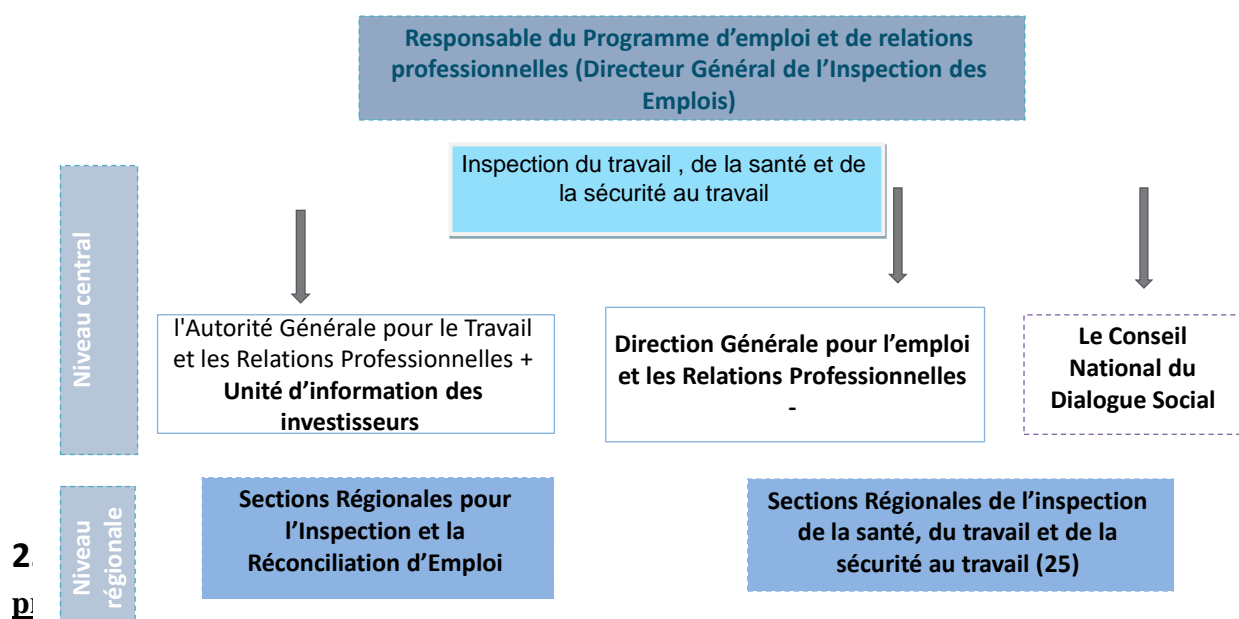 Responsable du Programme d’emploi et de relations
professionnelles (Directeur Général de l’Inspection des
Emplois)
Inspection du travail , de la santé et de
la sécurité au travail
Niveau central
l'Autorité Générale pour le Travail
et les Relations Professionnelles +
Unité d’information des
investisseurs
Direction Générale pour l’emploi
et les Relations Professionnelles
-
Le Conseil
National du
Dialogue Social
Niveau
régionale
Sections Régionales pour
l’Inspection et la
Réconciliation d’Emploi
Sections Régionales de l’inspection
de la santé, du travail et de la
sécurité au travail (25)
2.